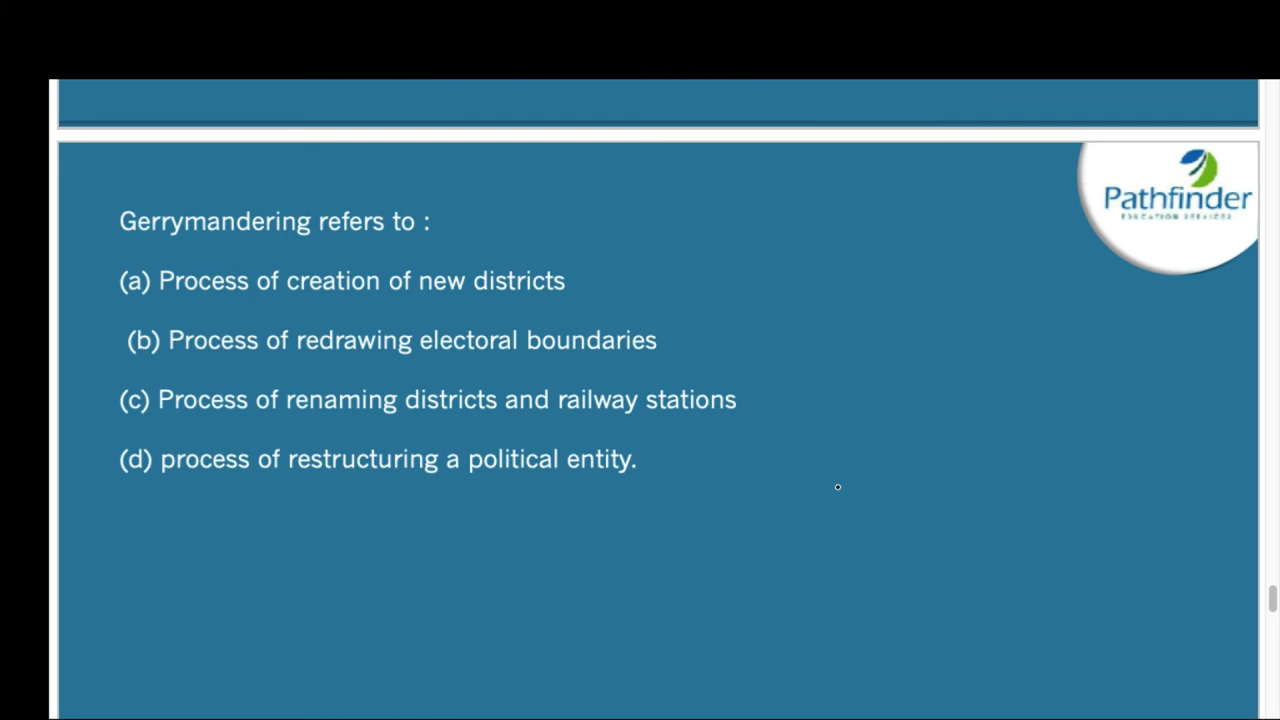 Pathfinder
EDUCATION SERVICES
Gerrymandering refers to :
(a) Process of creation of new districts
(b) Process of redrawing electoral boundaries
(c) Process of renaming districts and railway stations
(d) process of restructuring a political entity.